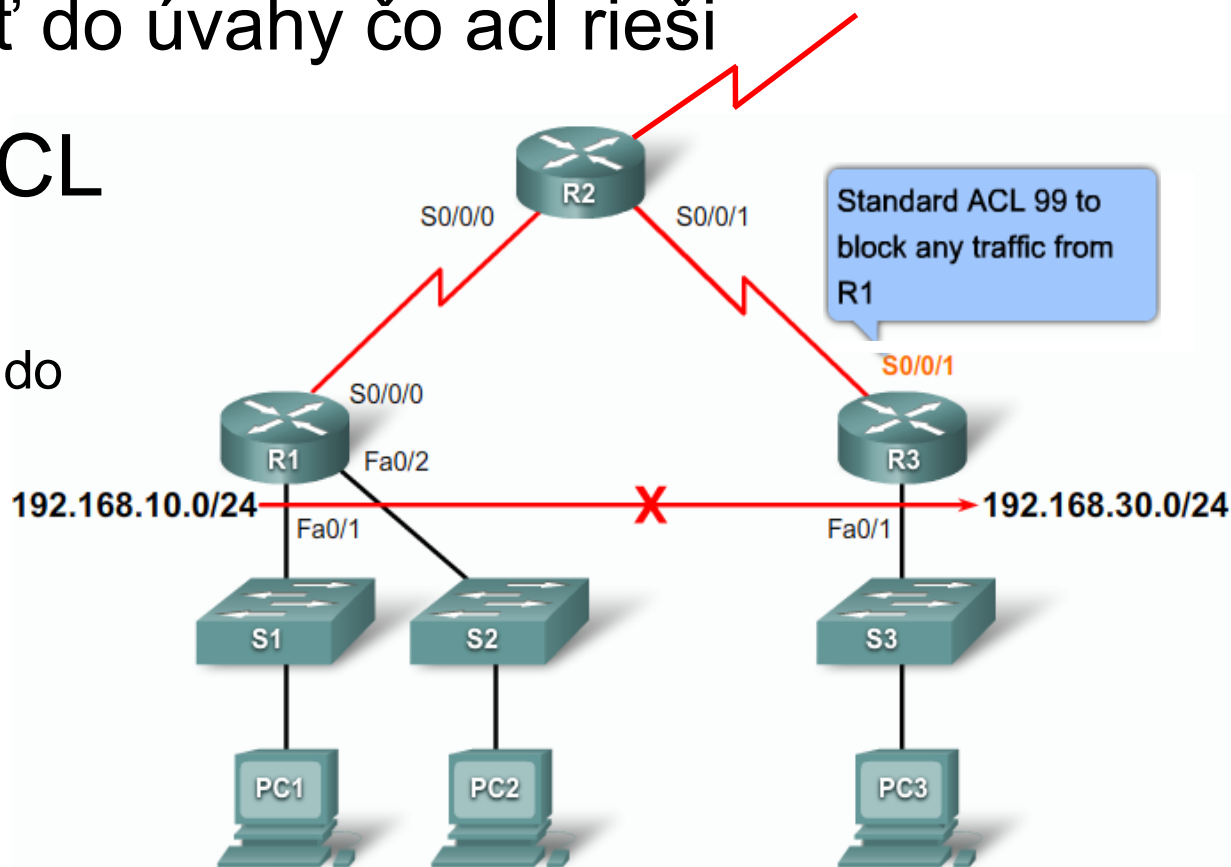 ť do úvahy čo acl rieši
CL
R2
S0/0/0
S0/0/1
Standard ACL 99 to
block any traffic from
R1
do
S0/0/1
S0/0/0
R1
Fa0/2
R3
192.168.10.0/24
X
192.168.30.0/24
Fa0/1
Fa0/1
S1
S2
S3
PC1
PC2
PC3